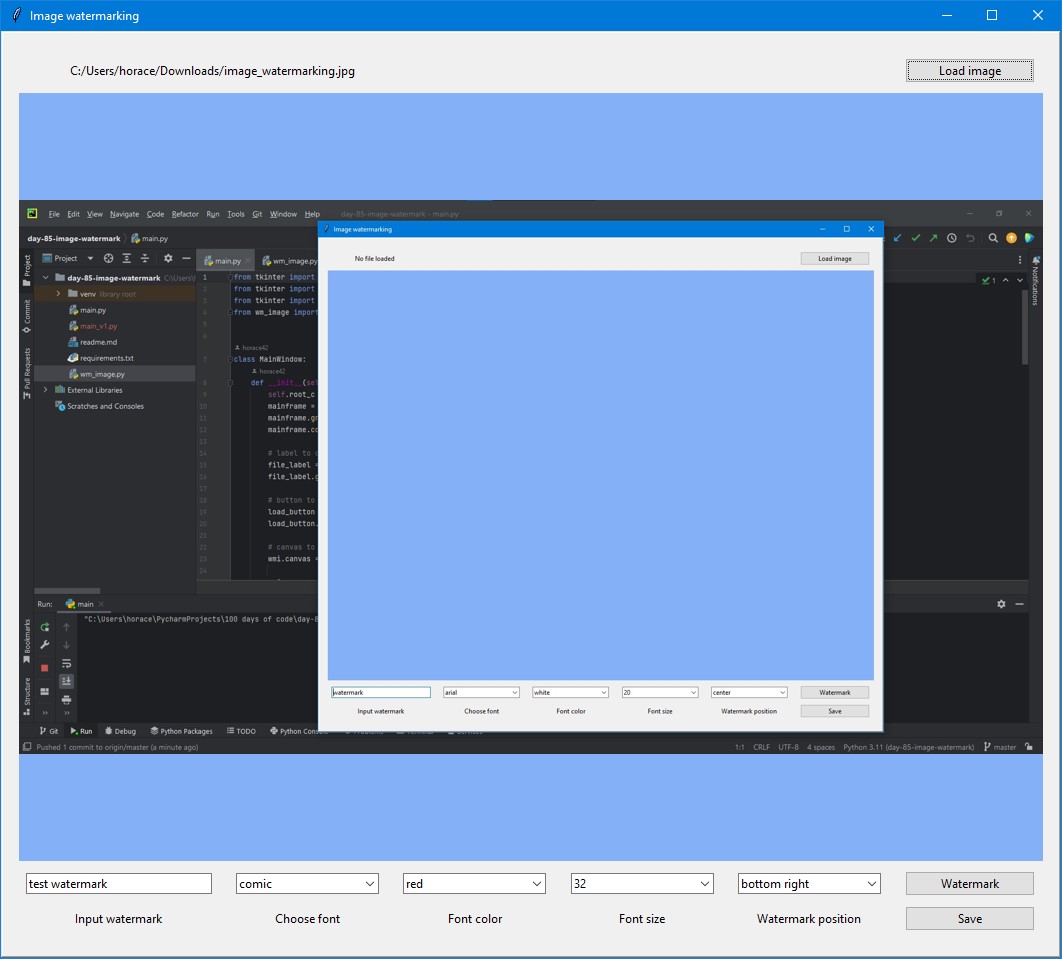 Image watermarking
C:/Users/horace/Downloads/image_watermarking.jpg
Load image
File Edit View Navigate Code Refactor Run Tools Git Window Help day-85-image-watermark - main.py
day-85-image-watermark main.py
Image watermarking
No file loaded
Load image
Project
Commit
Pull Requests
Bookmarks
Structure
Notifications
Project
day-85-image-watermark C:\Users\
venv library root
main.py
main_v1.py
readme.md
requirements.txt
wm_image.py
External Libraries
Scratches and Consoles
main.py
wm_image.py
1
1 from tkinter import
2 from tkinter import
3 from tkinter import
4 from wm_image import
5
6
horace42
7 class MainWindow:
horace42
8 def __init__(sel
9 self.root_c
10 mainframe =
11 mainframe.gr
12 mainframe.co
13
14 # label to
15 file_label =
16 file_label.g
17
18 # button to
19 load_button
20 load_button.
21
22 # canvas to
23 wmi.canvas =
24
Run: main
"C:\Users\horace\PycharmProjects\100 days of code\day-8
watermark
arial
white
20
center
Watermark
Input watermark
Choose font
Font color
Font size
Watermark position
Save
Git Run Debug Python Packages TODO Python Conso
Pushed 1 commit to origin/master (a minute ago)
1:1 CRLF UTF-8 4 spaces Python 3.11 (day-85-image-watermark) master
test watermark
comic
red
32
bottom right
Watermark
Input watermark
Choose font
Font color
Font size
Watermark position
Save